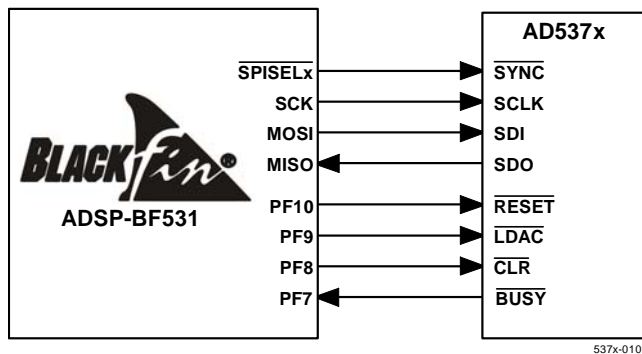 AD537x
SPISELx SYNC
SCK SCLK
MOSI SDI
MISO SDO
BLACKfin®
ADSP-BF531
PF10 RESET
PF9 LDAC
PF8 CLR
PF7 BUSY
537x-010